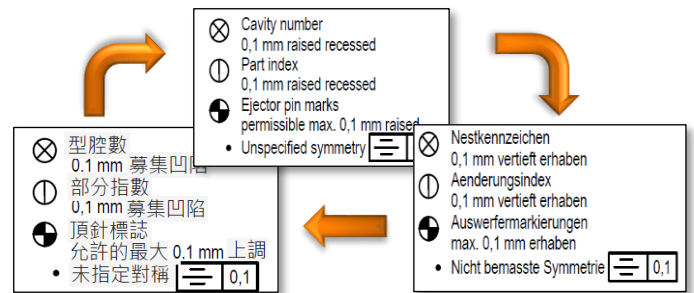 Cavity number
0,1 mm raised recessed
Part index
0,1 mm raised recessed
Ejector pin marks
permissible max. 0,1 mm raised
Unspecified symmetry
Nestkennzeichen
0,1 mm vertieft erhaben
Aenderungsindex
0,1 mm vertieft erhaben
Auswerfermarkierungen
max. 0,1 mm erhaben
Nicht bemasste Symmetrie 0,1
型腔數
0.1 mm 募集凹陷
部分指數
0,1 mm 募集凹陷
頂針標誌
允許的最大 0.1 mm 上調
未指定對稱 0,1